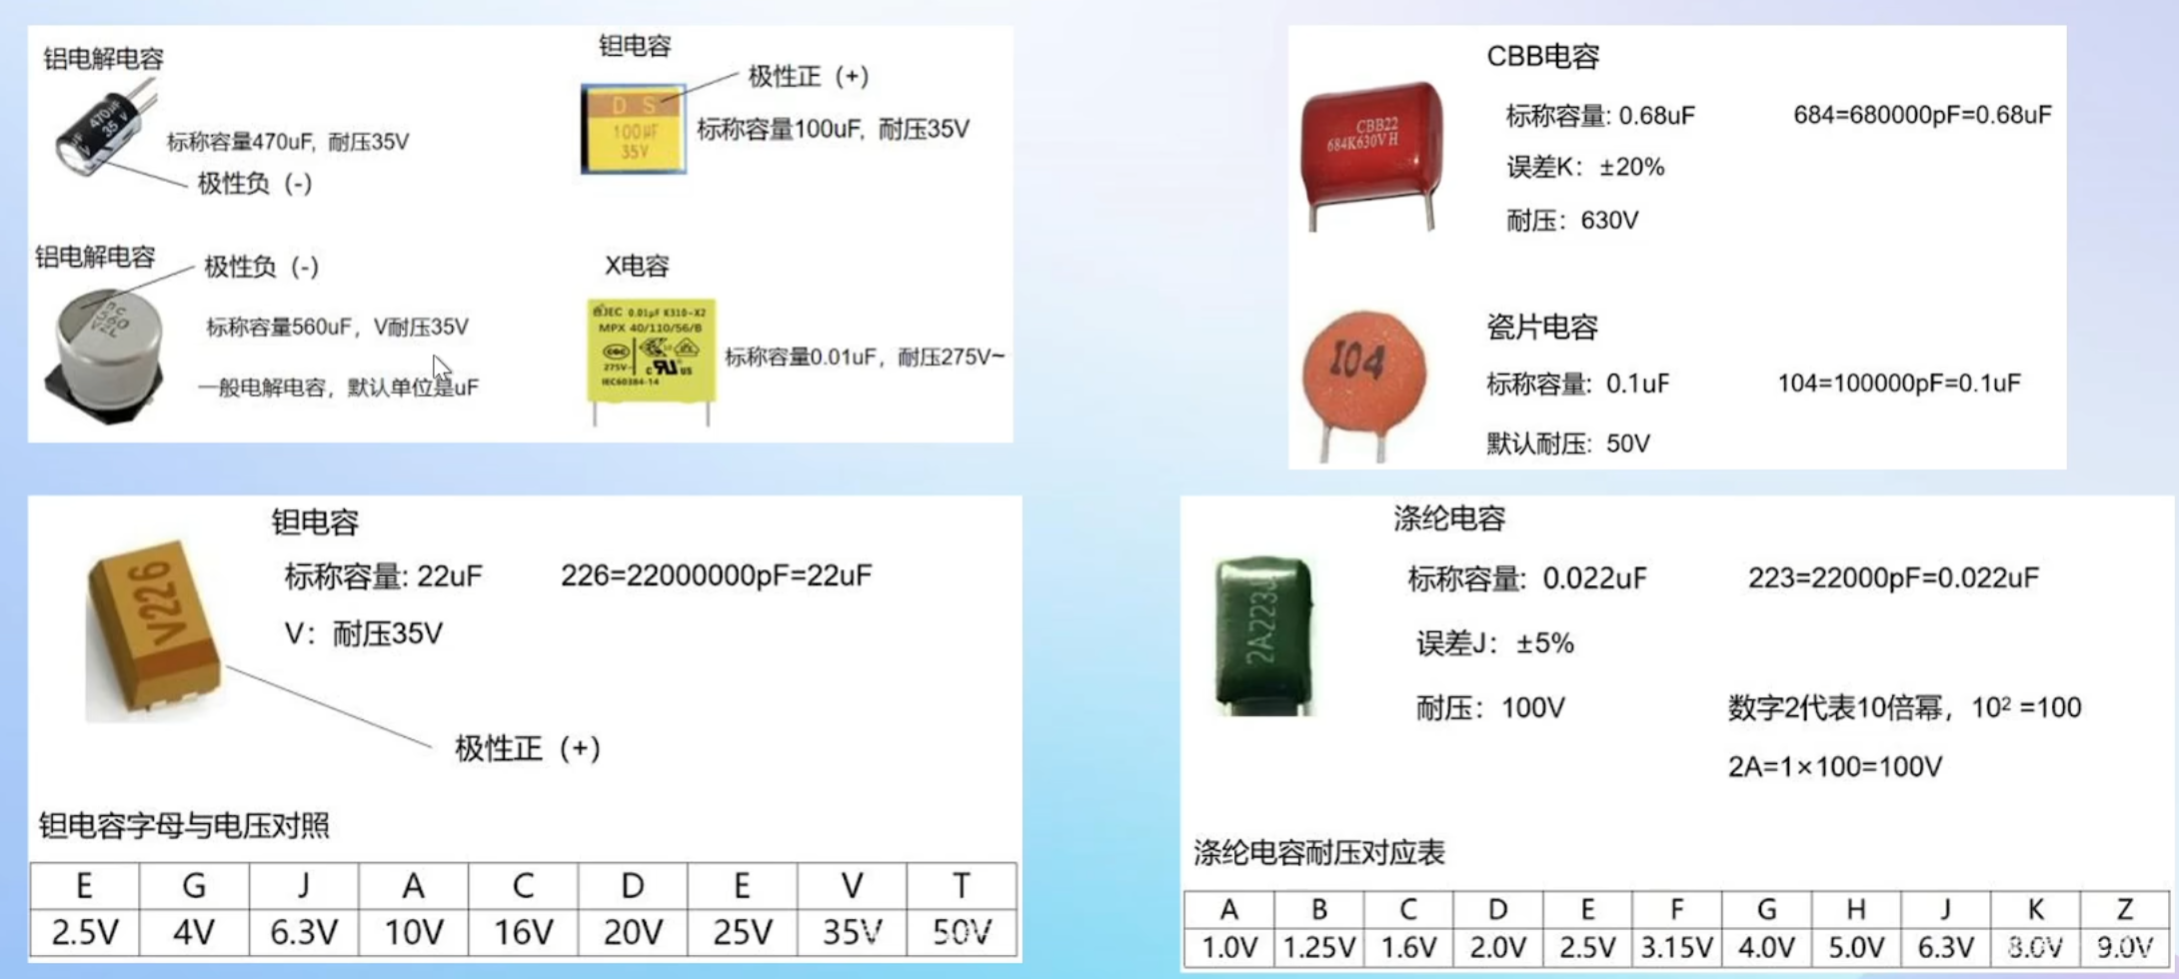 铝电解电容
470uF
35 V
标称容量470uF, 耐压35V
极性负 (-)
钽电容
极性正 (+)
D S
100μF
35V
标称容量100uF, 耐压35V
铝电解电容
极性负 (-)
标称容量560uF, V耐压35V
一般电解电容, 默认单位是uF
X电容
JEC 0.01μF K310-X2
MPX 40/110/56/B
275V~
IEC60384-14
标称容量0.01uF, 耐压275V~
CBB电容
CBB22
684K630VH
标称容量: 0.68uF 684=680000pF=0.68uF
误差K: ±20%
耐压: 630V
瓷片电容
104
标称容量: 0.1uF 104=100000pF=0.1uF
默认耐压: 50V
钽电容
V226
标称容量: 22uF 226=22000000pF=22uF
V: 耐压35V
极性正 (+)
钽电容字母与电压对照
E G J A C D E V T
2.5V 4V 6.3V 10V 16V 20V 25V 35V 50V
涤纶电容
2A223J
标称容量: 0.022uF 223=22000pF=0.022uF
误差J: ±5%
耐压: 100V 数字2代表10倍幂, 10² =100
2A=1×100=100V
涤纶电容耐压对应表
A B C D E F G H J K Z
1.0V 1.25V 1.6V 2.0V 2.5V 3.15V 4.0V 5.0V 6.3V 8.0V 9.0V